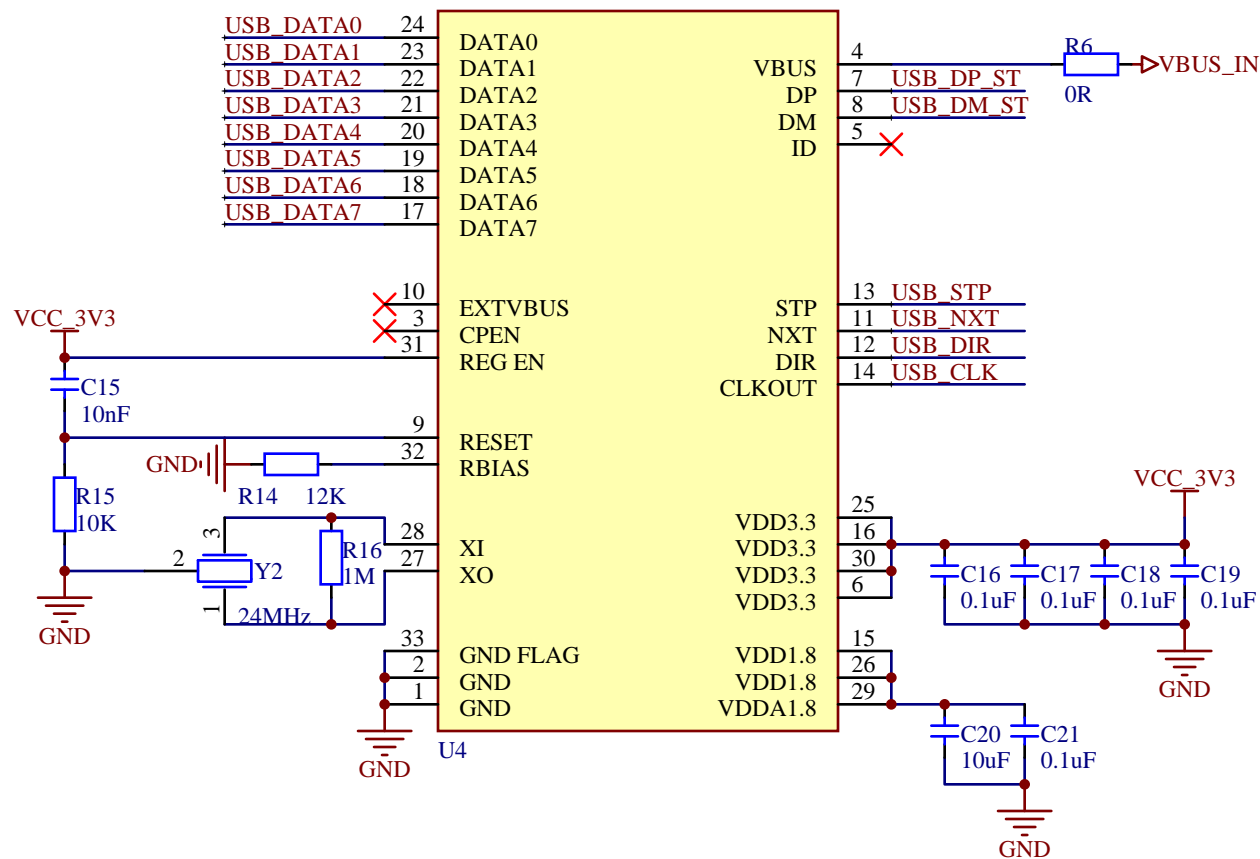 USB_DATA0 24 DATA0
USB_DATA1 23 DATA1
USB_DATA2 22 DATA2
USB_DATA3 21 DATA3
USB_DATA4 20 DATA4
USB_DATA5 19 DATA5
USB_DATA6 18 DATA6
USB_DATA7 17 DATA7
4 VBUS R6 0R VBUS_IN
7 DP USB_DP_ST
8 DM USB_DM_ST
5 ID
10 EXTVBUS
3 CPEN
VCC_3V3
31 REG EN
C15
10nF
13 STP USB_STP
11 NXT USB_NXT
12 DIR USB_DIR
14 CLKOUT USB_CLK
9 RESET
GND 32 RBIAS
R14 12K
R15
10K
GND
3
2 Y2
1
24MHz
R16
1M
28 XI
27 XO
33 GND FLAG
2 GND
1 GND
GND
U4
VCC_3V3
25 VDD3.3
16 VDD3.3
30 VDD3.3
6 VDD3.3
C16 C17 C18 C19
0.1uF 0.1uF 0.1uF 0.1uF
GND
15 VDD1.8
26 VDD1.8
29 VDDA1.8
C20 C21
10uF 0.1uF
GND